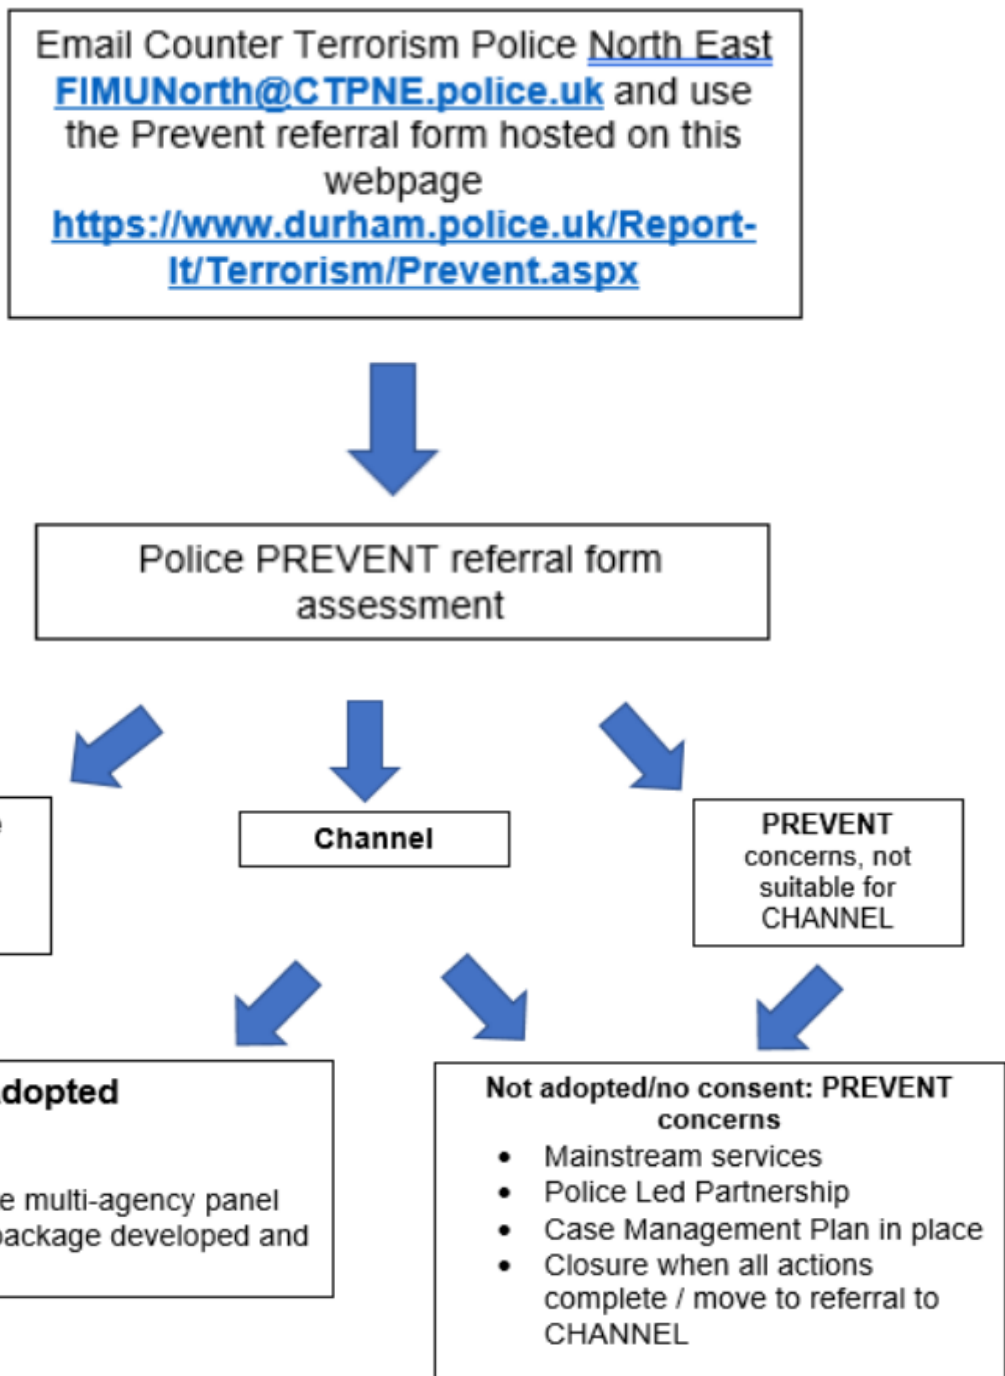 Email Counter Terrorism Police North East
FIMUNorth@CTPNE.police.uk and use
the Prevent referral form hosted on this
webpage
https://www.durham.police.uk/Report-
It/Terrorism/Prevent.aspx
Police PREVENT referral form
assessment
Channel
PREVENT
concerns, not
suitable for
CHANNEL
dopted
e multi-agency panel
package developed and
Not adopted/no consent: PREVENT
concerns
• Mainstream services
• Police Led Partnership
• Case Management Plan in place
• Closure when all actions
complete / move to referral to
CHANNEL